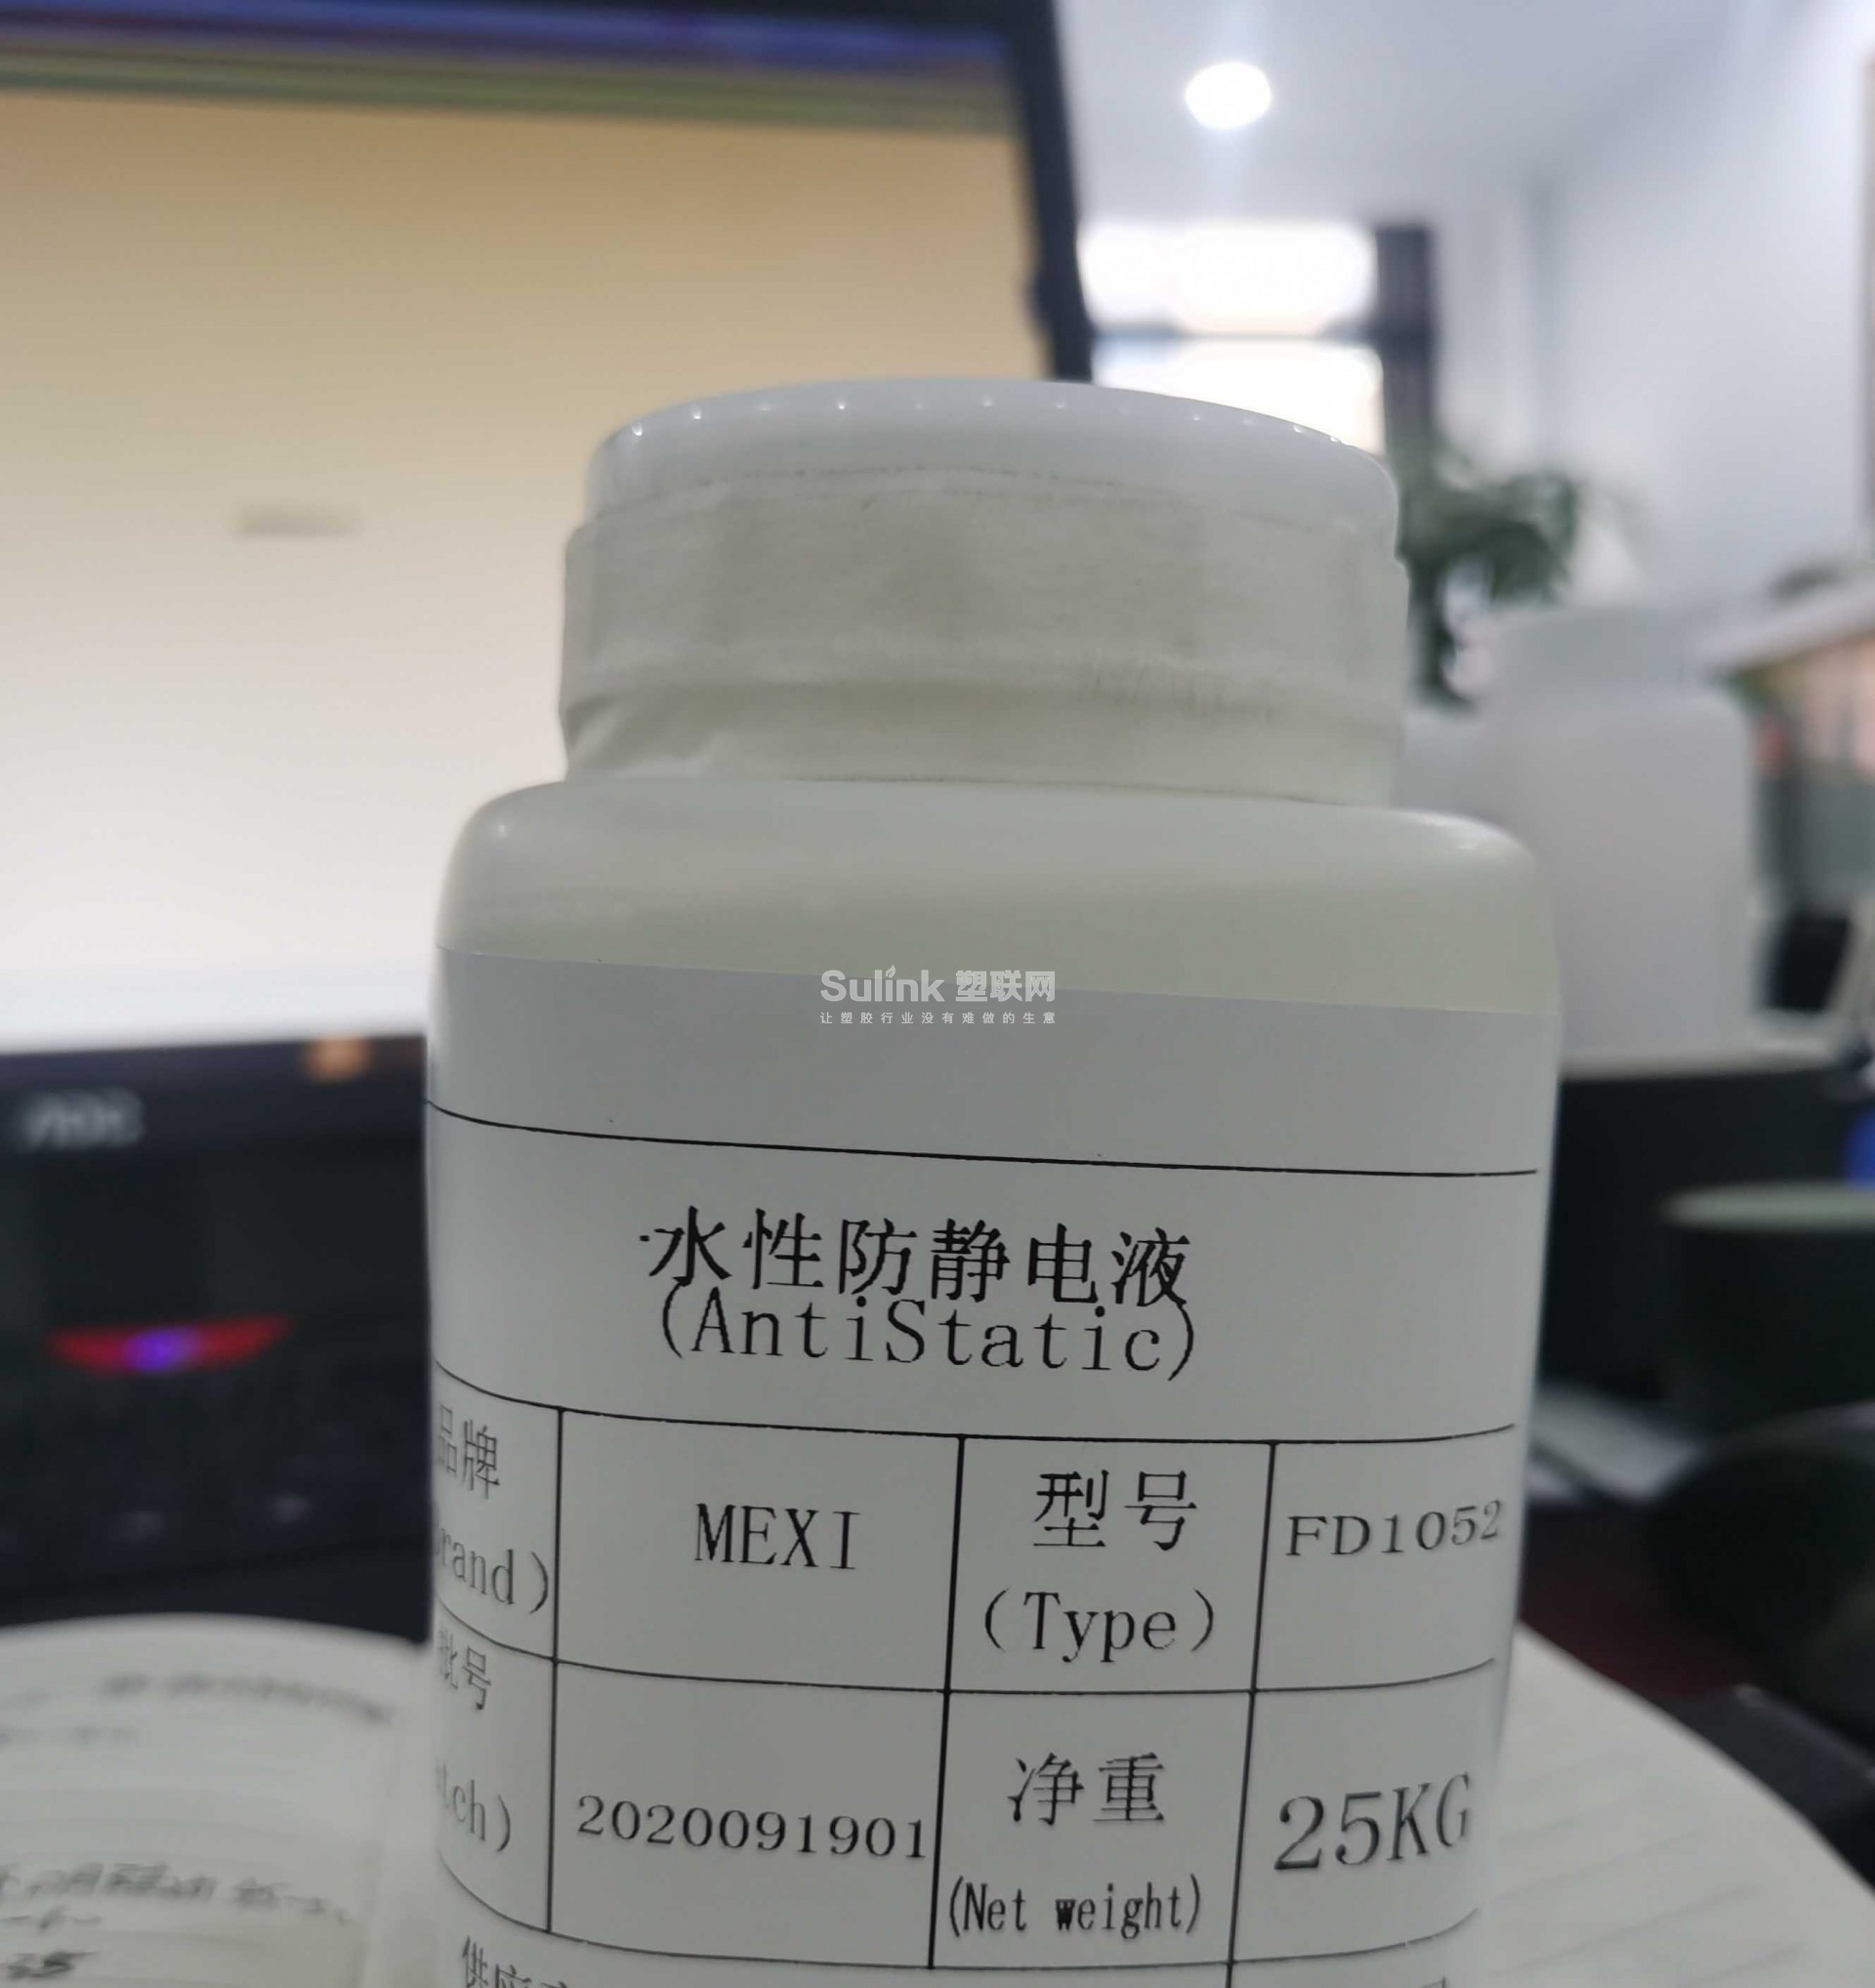 Sulink 塑联网
让塑胶行业没有难做的生意
水性防静电液
(AntiStatic)
品牌
rand)
MEXI
型号
(Type)
FD1052
批号
tch)
2020091901
净重
(Net weight)
25KG